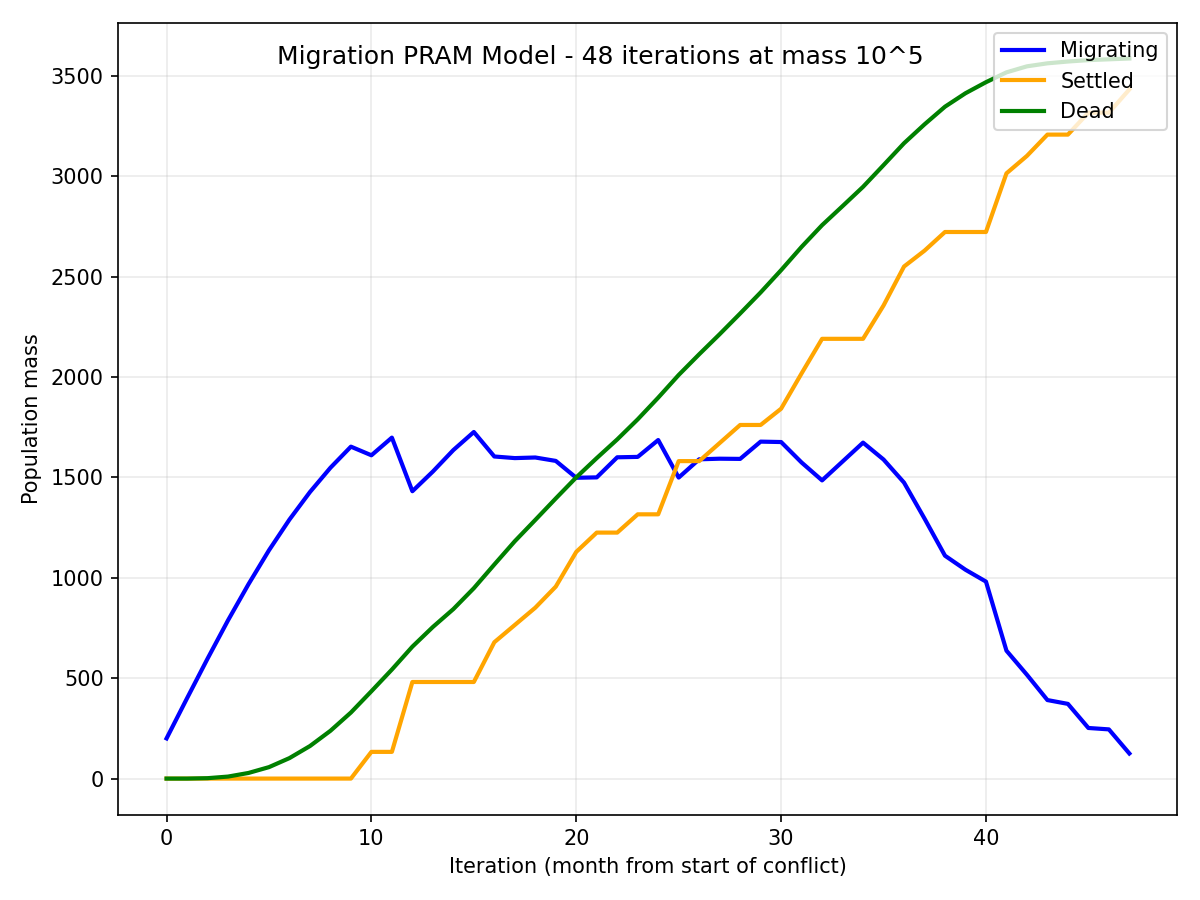 Migration PRAM Model - 48 iterations at mass 10^5
Migrating
Settled
Dead
Population mass
3500
3000
2500
2000
1500
1000
500
0
0
10
20
30
40
Iteration (month from start of conflict)